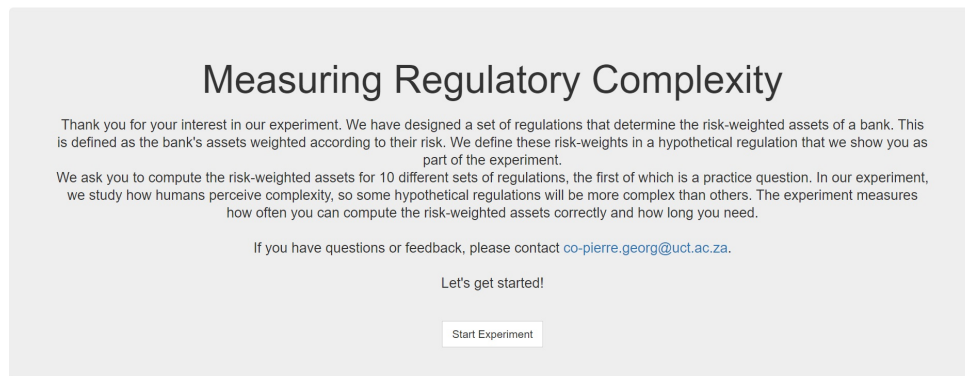 Measuring Regulatory Complexity
Thank you for your interest in our experiment. We have designed a set of regulations that determine the risk-weighted assets of a bank. This
is defined as the bank's assets weighted according to their risk. We define these risk-weights in a hypothetical regulation that we show you as
part of the experiment.
We ask you to compute the risk-weighted assets for 10 different sets of regulations, the first of which is a practice question. In our experiment,
we study how humans perceive complexity, so some hypothetical regulations will be more complex than others. The experiment measures
how often you can compute the risk-weighted assets correctly and how long you need.
If you have questions or feedback, please contact co-pierre.georg@uct.ac.za.
Let's get started!
Start Experiment